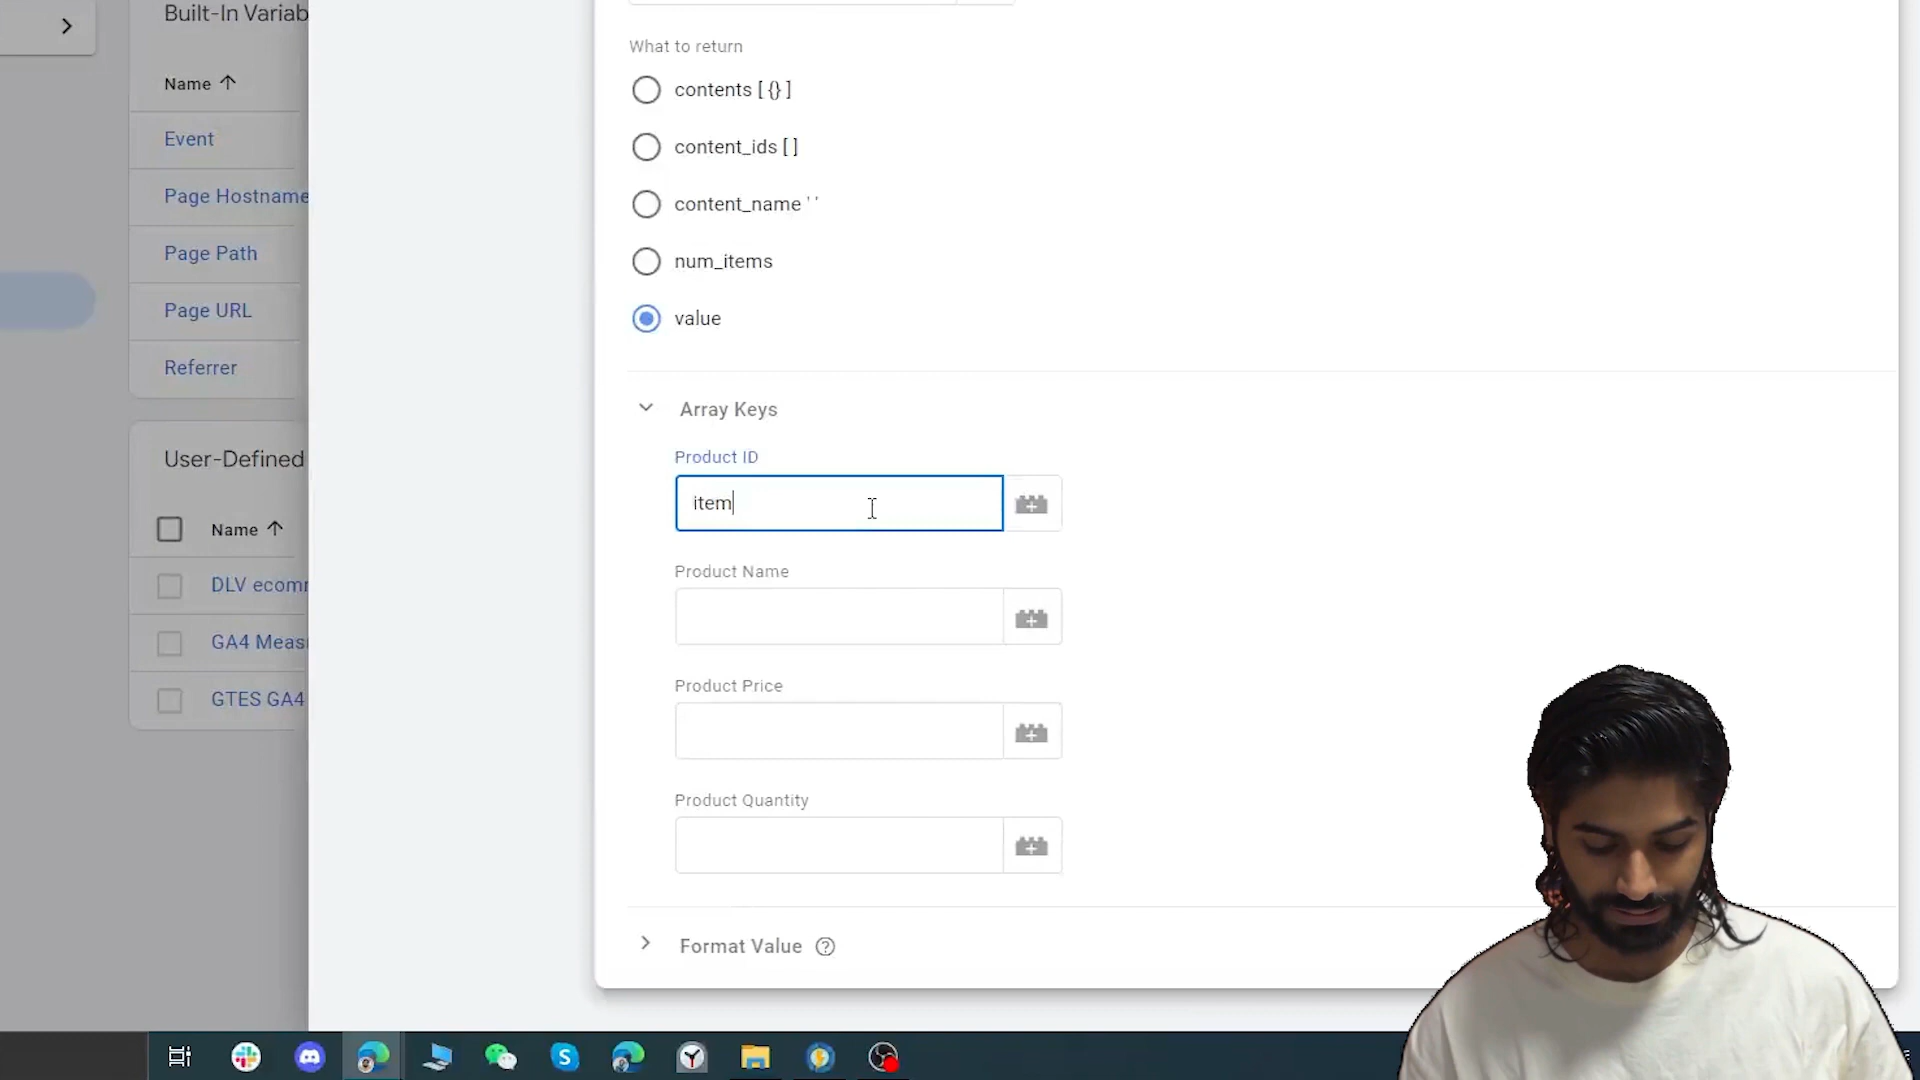 Built-In Variab
Name
Event
Page Hostname
Page Path
Page URL
Referrer
User-Defined
Name
DLV ecomm
GA4 Meas
GTES GA4
What to return
contents [ {} ]
content_ids [ ]
content_name ' '
num_items
value
Array Keys
Product ID
item
Product Name
Product Price
Product Quantity
Format Value